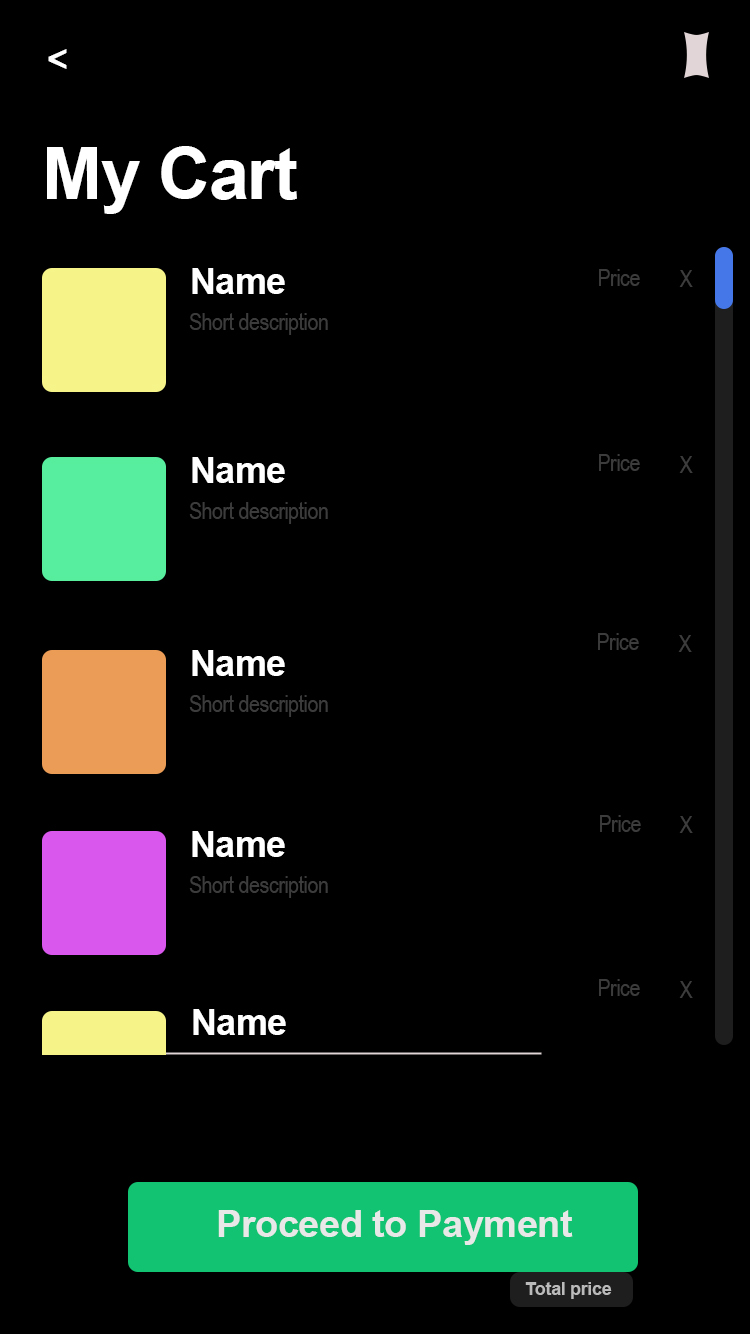 <
My Cart
Name
Price X
Short description
Name
Price X
Short description
Price X
Name
Short description
Price X
Name
Short description
Price X
Name
Proceed to Payment
Total price